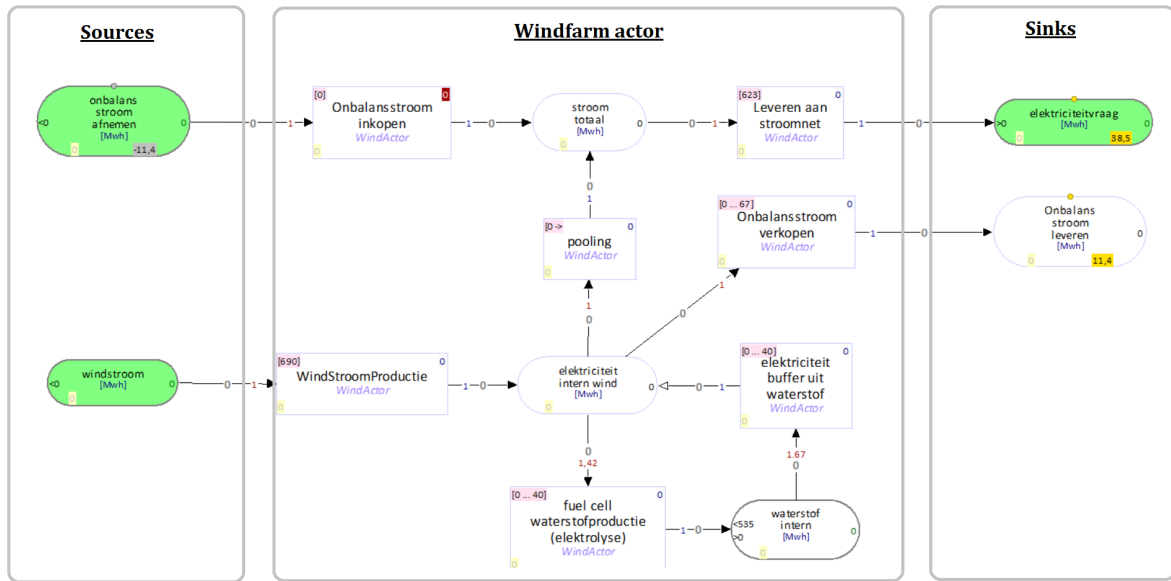 Sources
Windfarm actor
Sinks
onbalans
stroom
afnemen
[Mwh]
<0
0
0
-11,4
0
1
[0]
0
Onbalansstroom
inkopen
WindActor
0
1
0
stroom
totaal
[Mwh]
0
0
0
1
[623]
0
Leveren aan
stroomnet
WindActor
0
1
0
elektriciteitvraag
[Mwh]
>0
0
0
38,5
0
1
[0 ->
0
pooling
WindActor
0
1
0
[0 ... 67]
0
Onbalansstroom
verkopen
WindActor
0
1
0
Onbalans
stroom
leveren
[Mwh]
0
0
11,4
1
0
windstroom
[Mwh]
<0
0
0
0
1
[690]
0
WindStroomProductie
WindActor
0
1
0
elektriciteit
intern wind
[Mwh]
0
0
0
1
[0 ... 40]
0
elektriciteit
buffer uit
waterstof
WindActor
0
0
1,42
1.67
0
[0 ... 40]
0
fuel cell
waterstofproductie
(elektrolyse)
WindActor
0
1
0
waterstof
intern
[Mwh]
<535
>0
0
0